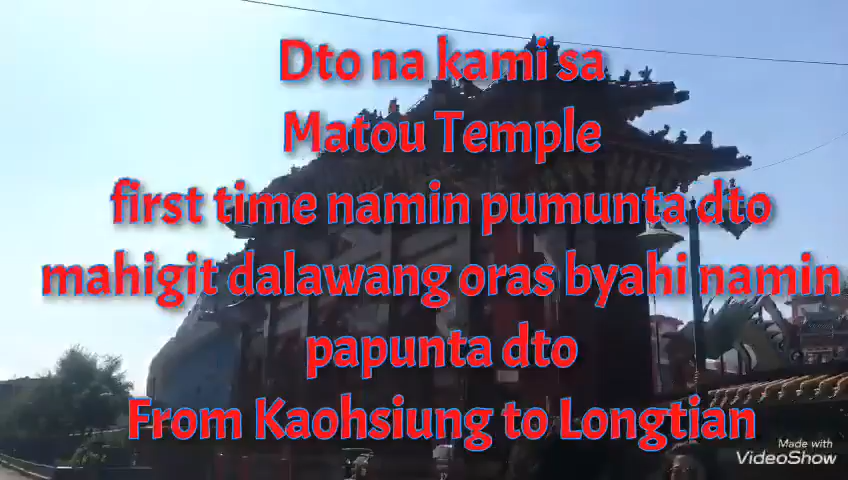 Dto na kami sa
Matou Temple
first time namin pumunta dto
mahigit dalawang oras byahi namin
papunta dto
From Kaohsiung to Longtian
Made with
VideoShow